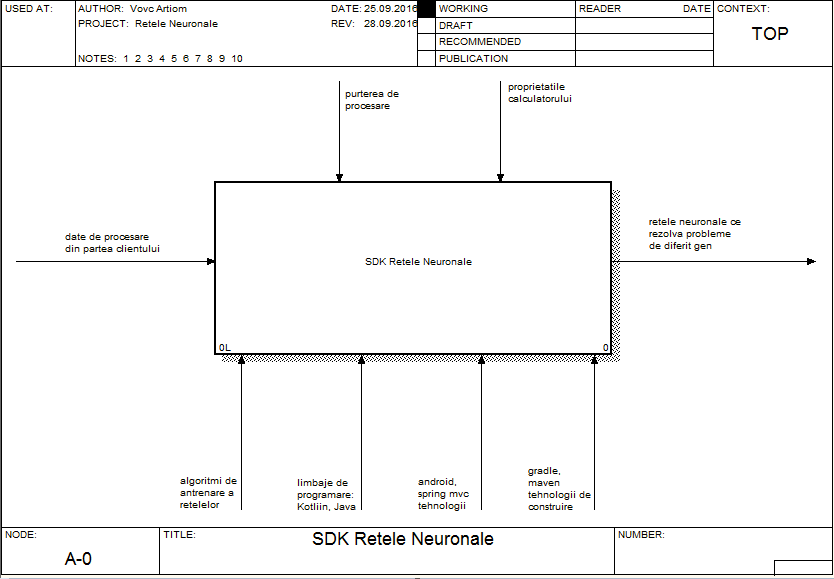 USED AT:
AUTHOR: Vovc Artiom
DATE: 25.09.2016
PROJECT: Retele Neuronale
REV: 28.09.2016
NOTES: 1 2 3 4 5 6 7 8 9 10
WORKING
DRAFT
RECOMMENDED
PUBLICATION
READER DATE
CONTEXT:
TOP
purterea de
procesare
proprietatile
calculatorului
date de procesare
din partea clientului
SDK Retele Neuronale
retele neuronale ce
rezolva probleme
de diferit gen
0L
0
algoritmi de
antrenare a
retelelor
limbaje de
programare:
Kotliin, Java
android,
spring mvc
tehnologii
gradle,
maven
tehnologii de
construire
NODE:
A-0
TITLE:
SDK Retele Neuronale
NUMBER: